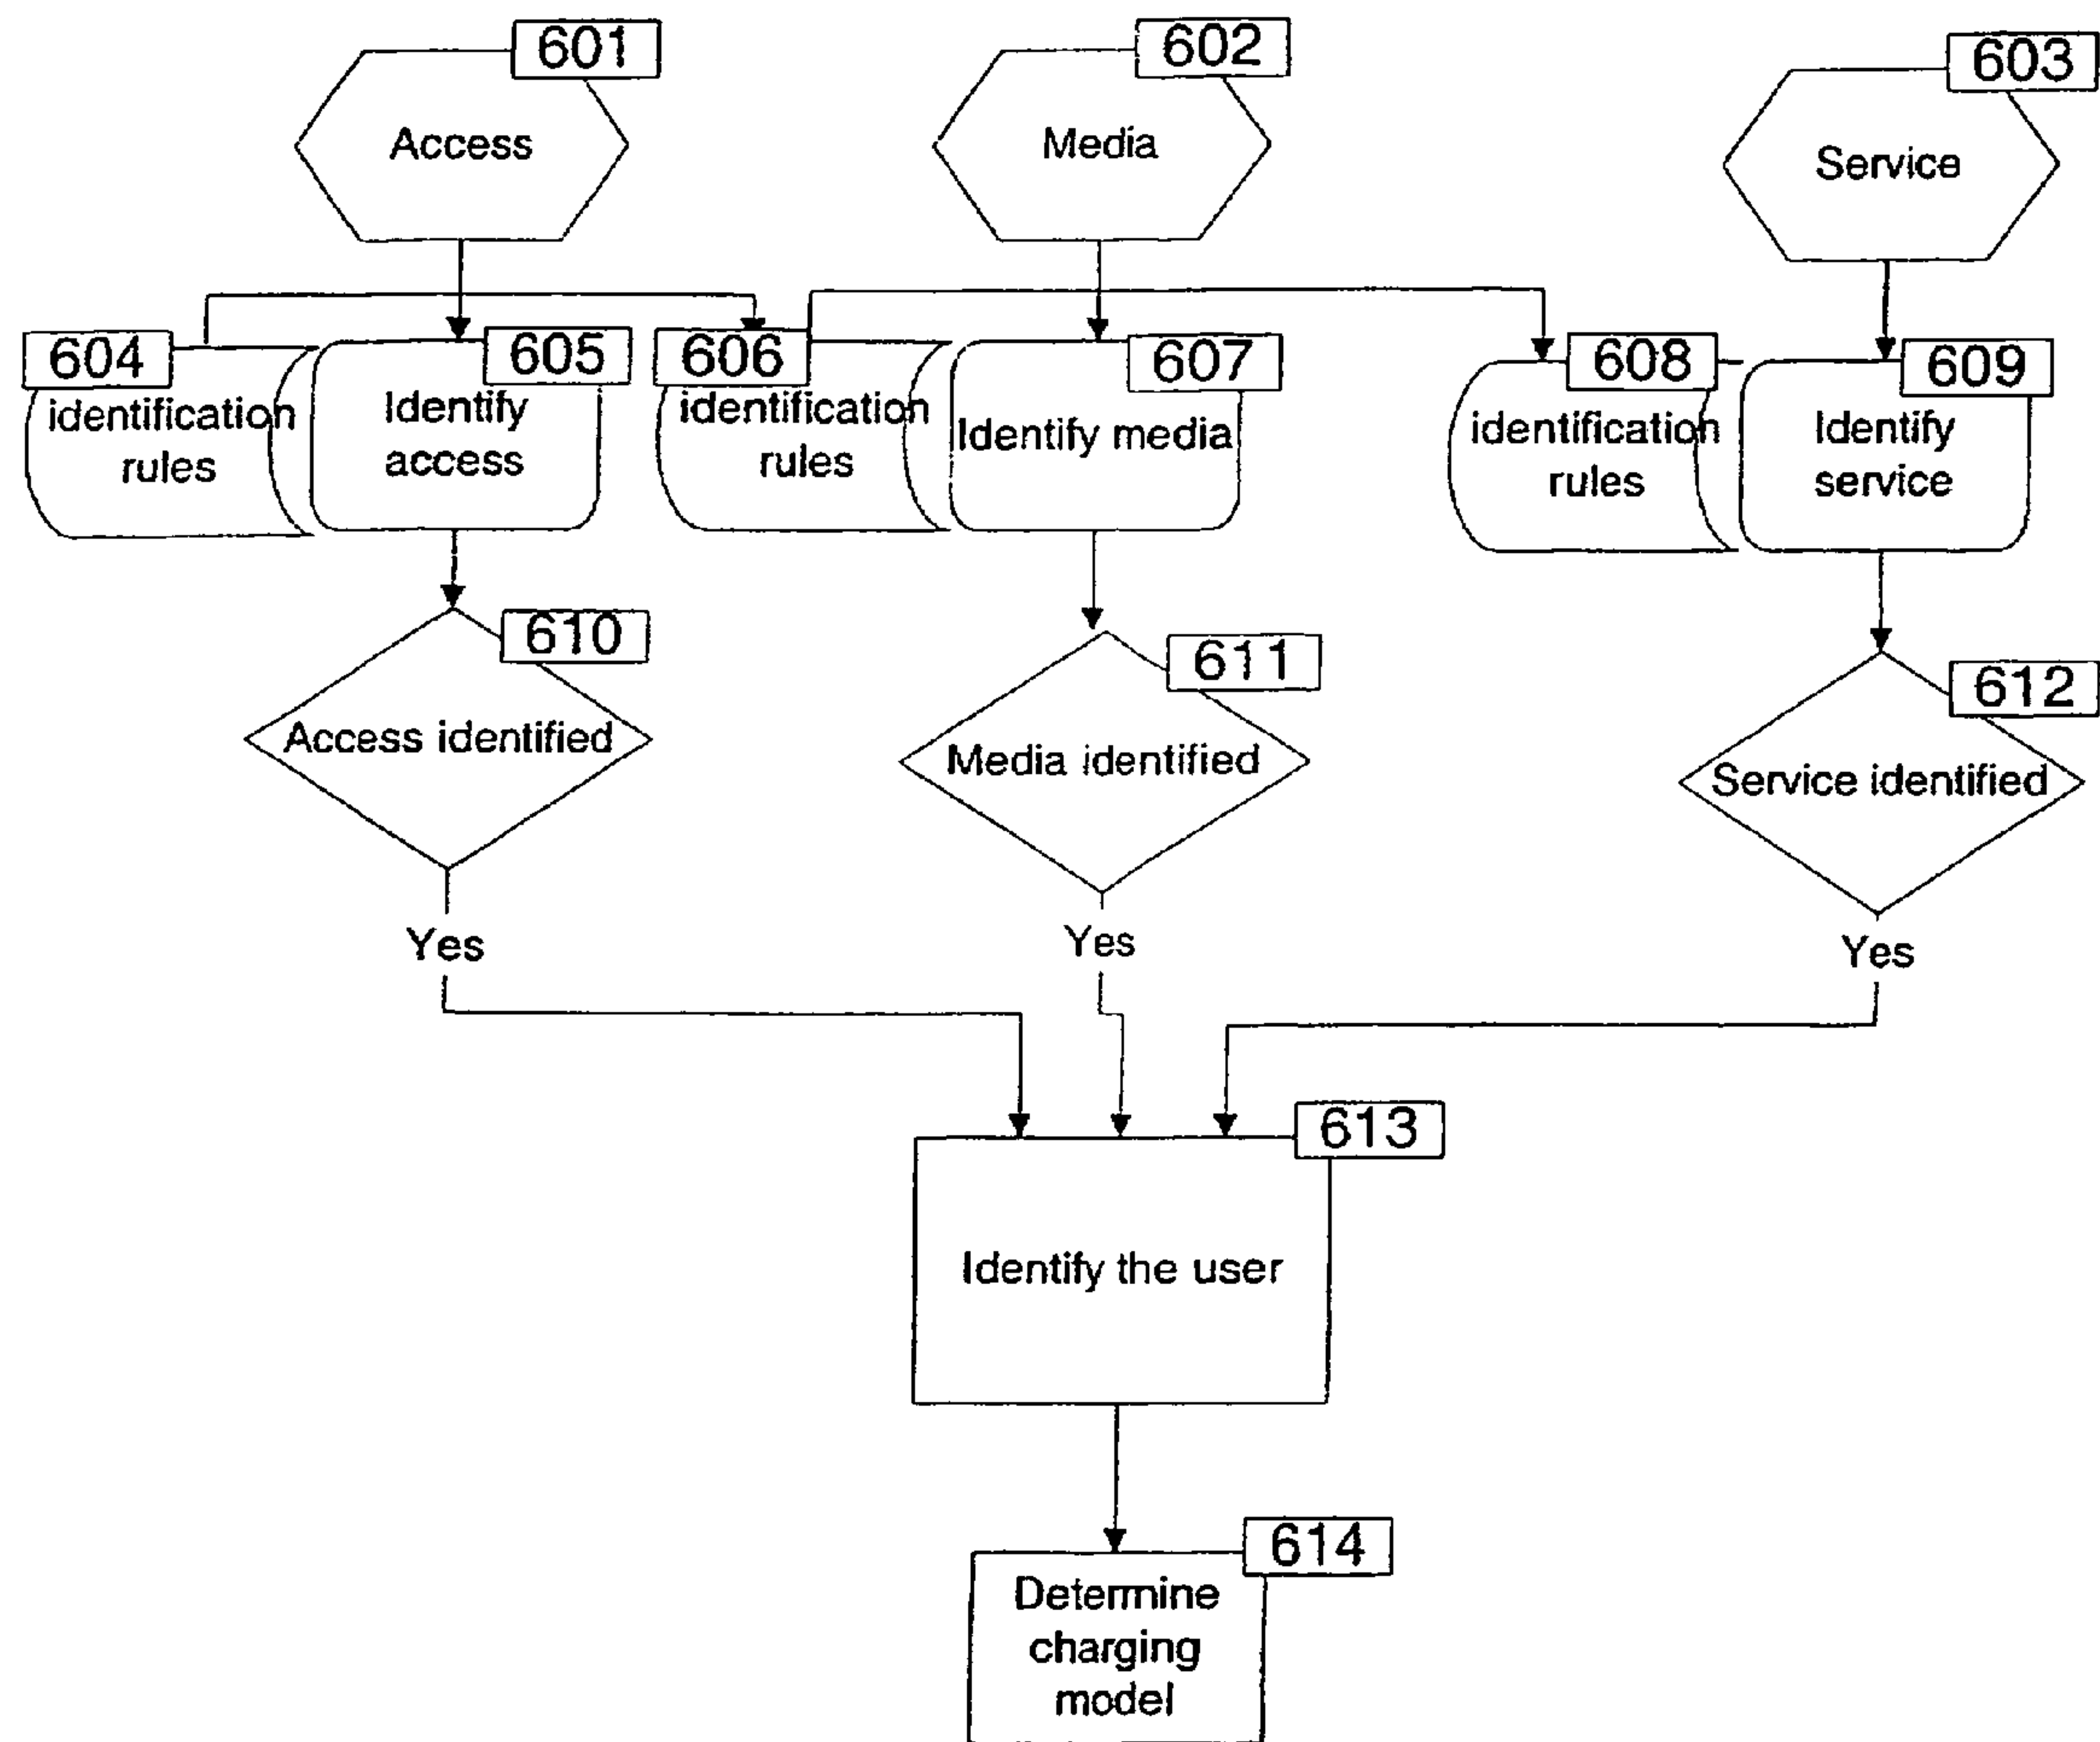 601
602
603
Access
Media
Service
604
605
606
607
608
609
identification
rules
Identify
access
identification
rules
Identify media
identification
rules
Identify
service
610
611
612
Access identified
Media identified
Service identified
Yes
Yes
Yes
613
Identify the user
614
Determine
charging
model